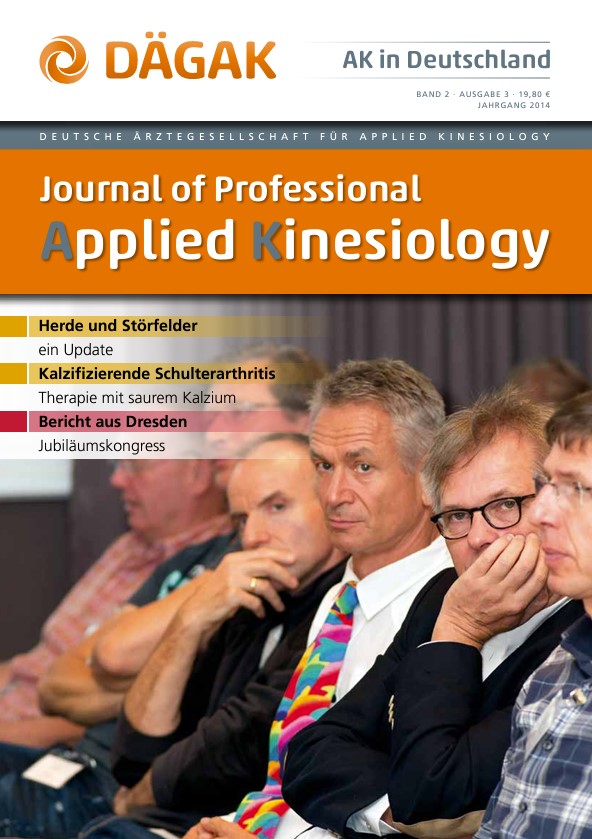 DÄGAK
AK in Deutschland
BAND 2 · AUSGABE 3 · 19,80 €
JAHRGANG 2014
DEUTSCHE ÄRZTEGESELLSCHAFT FÜR APPLIED KINESIOLOGY
Journal of Professional
Applied Kinesiology
Herde und Störfelder
ein Update
Kalzifizierende Schulterarthritis
Therapie mit saurem Kalzium
Bericht aus Dresden
Jubiläumskongress